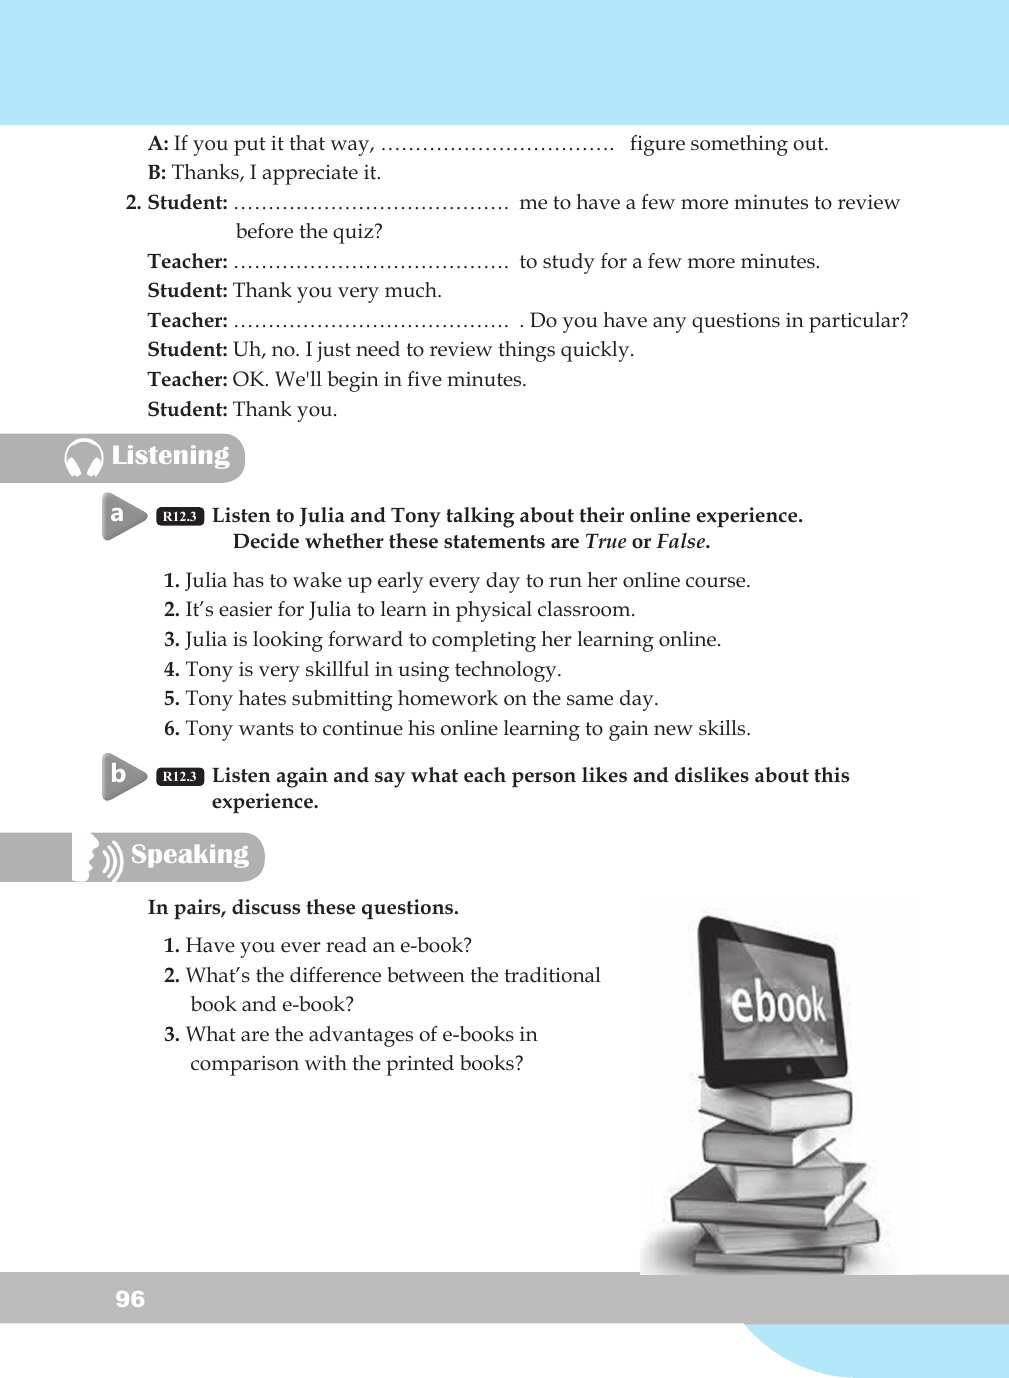 A: If you put it that way, ................................ figure something out.
B: Thanks, I appreciate it.
2. Student: ........................................ me to have a few more minutes to review
before the quiz?
Teacher: ........................................ to study for a few more minutes.
Student: Thank you very much.
Teacher: ........................................ . Do you have any questions in particular?
Student: Uh, no. I just need to review things quickly.
Teacher: OK. We'll begin in five minutes.
Student: Thank you.
Listening
a R12.3 Listen to Julia and Tony talking about their online experience.
Decide whether these statements are True or False.
1. Julia has to wake up early every day to run her online course.
2. It’s easier for Julia to learn in physical classroom.
3. Julia is looking forward to completing her learning online.
4. Tony is very skillful in using technology.
5. Tony hates submitting homework on the same day.
6. Tony wants to continue his online learning to gain new skills.
b R12.3 Listen again and say what each person likes and dislikes about this
experience.
Speaking
In pairs, discuss these questions.
1. Have you ever read an e-book?
2. What’s the difference between the traditional
book and e-book?
3. What are the advantages of e-books in
comparison with the printed books?
ebook
96